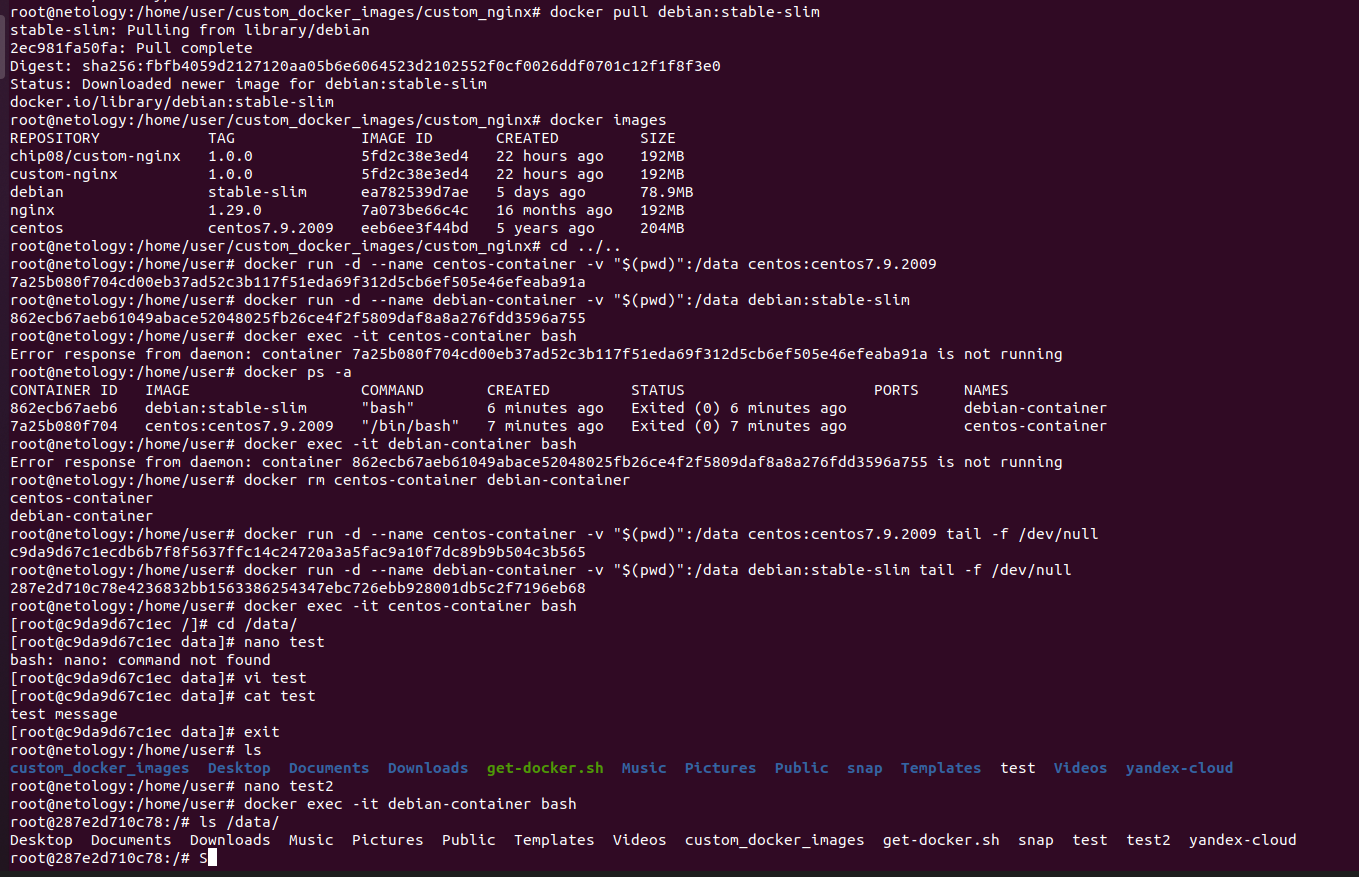 root@netology:/home/user/custom_docker_images/custom_nginx# docker pull debian:stable-slim
stable-slim: Pulling from library/debian
2ec981fa50fa: Pull complete
Digest: sha256:fbfb4059d2127120aa05b6e6064523d2102552f0cf0026ddf0701c12f1f8f3e0
Status: Downloaded newer image for debian:stable-slim
docker.io/library/debian:stable-slim
root@netology:/home/user/custom_docker_images/custom_nginx# docker images
REPOSITORY            TAG              IMAGE ID       CREATED         SIZE
chip08/custom-nginx   1.0.0            5fd2c38e3ed4   22 hours ago    192MB
custom-nginx          1.0.0            5fd2c38e3ed4   22 hours ago    192MB
debian                stable-slim      ea782539d7ae   5 days ago      78.9MB
nginx                 1.29.0           7a073be66c4c   16 months ago   192MB
centos                centos7.9.2009   eeb6ee3f44bd   5 years ago     204MB
root@netology:/home/user/custom_docker_images/custom_nginx# cd ../..
root@netology:/home/user# docker run -d --name centos-container -v "$(pwd)":/data centos:centos7.9.2009
7a25b080f704cd00eb37ad52c3b117f51eda69f312d5cb6ef505e46efeaba91a
root@netology:/home/user# docker run -d --name debian-container -v "$(pwd)":/data debian:stable-slim
862ecb67aeb61049abace52048025fb26ce4f2f5809daf8a8a276fdd3596a755
root@netology:/home/user# docker exec -it centos-container bash
Error response from daemon: container 7a25b080f704cd00eb37ad52c3b117f51eda69f312d5cb6ef505e46efeaba91a is not running
root@netology:/home/user# docker ps -a
CONTAINER ID   IMAGE                   COMMAND       CREATED         STATUS                     PORTS     NAMES
862ecb67aeb6   debian:stable-slim      "bash"        6 minutes ago   Exited (0) 6 minutes ago             debian-container
7a25b080f704   centos:centos7.9.2009   "/bin/bash"   7 minutes ago   Exited (0) 7 minutes ago             centos-container
root@netology:/home/user# docker exec -it debian-container bash
Error response from daemon: container 862ecb67aeb61049abace52048025fb26ce4f2f5809daf8a8a276fdd3596a755 is not running
root@netology:/home/user# docker rm centos-container debian-container
centos-container
debian-container
root@netology:/home/user# docker run -d --name centos-container -v "$(pwd)":/data centos:centos7.9.2009 tail -f /dev/null
c9da9d67c1ecdb6b7f8f5637ffc14c24720a3a5fac9a10f7dc89b9b504c3b565
root@netology:/home/user# docker run -d --name debian-container -v "$(pwd)":/data debian:stable-slim tail -f /dev/null
287e2d710c78e4236832bb1563386254347ebc726ebb928001db5c2f7196eb68
root@netology:/home/user# docker exec -it centos-container bash
[root@c9da9d67c1ec /]# cd /data/
[root@c9da9d67c1ec data]# nano test
bash: nano: command not found
[root@c9da9d67c1ec data]# vi test
[root@c9da9d67c1ec data]# cat test
test message
[root@c9da9d67c1ec data]# exit
root@netology:/home/user# ls
custom_docker_images  Desktop  Documents  Downloads  get-docker.sh  Music  Pictures  Public  snap  Templates  test  Videos  yandex-cloud
root@netology:/home/user# nano test2
root@netology:/home/user# docker exec -it debian-container bash
root@287e2d710c78:/# ls /data/
Desktop  Documents  Downloads  Music  Pictures  Public  Templates  Videos  custom_docker_images  get-docker.sh  snap  test  test2  yandex-cloud
root@287e2d710c78:/# S